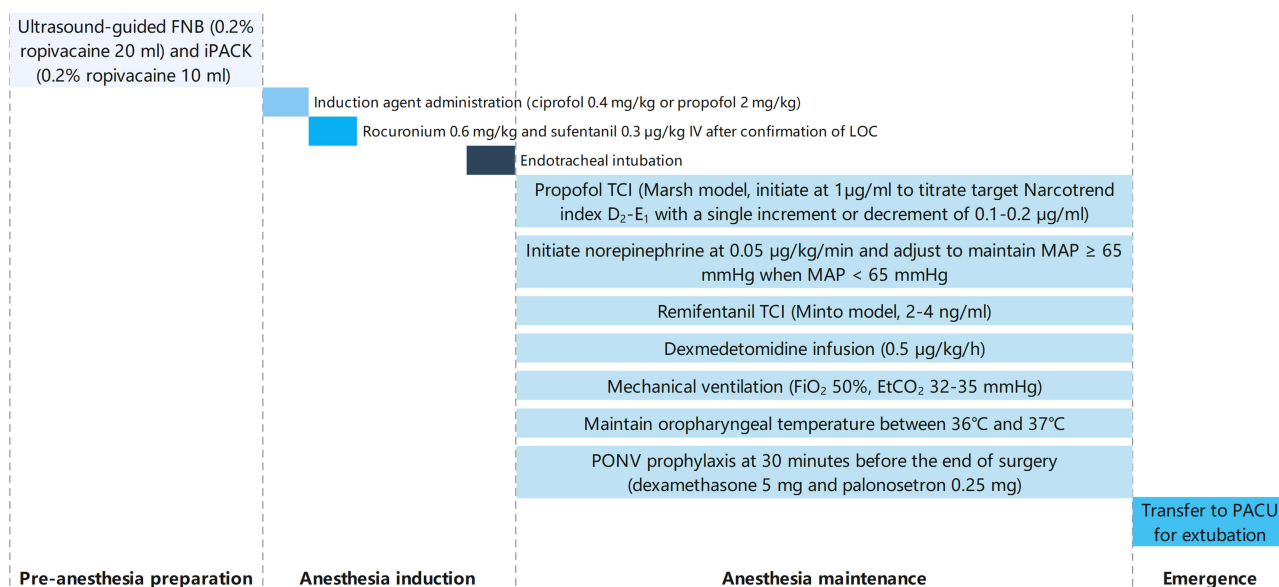 Ultrasound-guided FNB (0.2%
ropivacaine 20 ml) and iPACK
(0.2% ropivacaine 10 ml)
Induction agent administration (ciprofol 0.4 mg/kg or propofol 2 mg/kg)
Rocuronium 0.6 mg/kg and sufentanil 0.3 µg/kg IV after confirmation of LOC
Endotracheal intubation
Propofol TCI (Marsh model, initiate at 1µg/ml to titrate target Narcotrend
index D₂-E₁ with a single increment or decrement of 0.1-0.2 µg/ml)
Initiate norepinephrine at 0.05 µg/kg/min and adjust to maintain MAP ≥ 65
mmHg when MAP < 65 mmHg
Remifentanil TCI (Minto model, 2-4 ng/ml)
Dexmedetomidine infusion (0.5 µg/kg/h)
Mechanical ventilation (FiO₂ 50%, EtCO₂ 32-35 mmHg)
Maintain oropharyngeal temperature between 36℃ and 37℃
PONV prophylaxis at 30 minutes before the end of surgery
(dexamethasone 5 mg and palonosetron 0.25 mg)
Transfer to PACU
for extubation
Pre-anesthesia preparation
Anesthesia induction
Anesthesia maintenance
Emergence